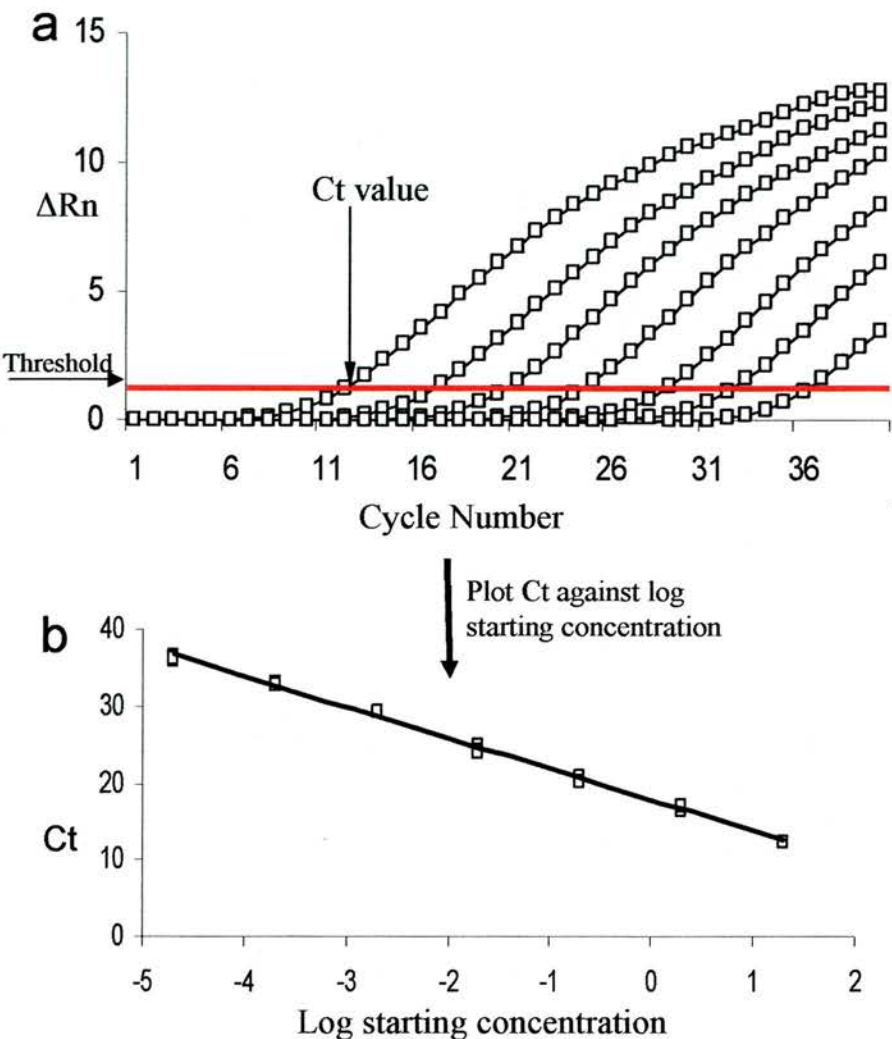 a
15
10
ΔRn
Ct value
5
Threshold
0
1 6 11 16 21 26 31 36
Cycle Number
Plot Ct against log
starting concentration
b
40
30
20
Ct
10
0
-5 -4 -3 -2 -1 0 1 2
Log starting concentration